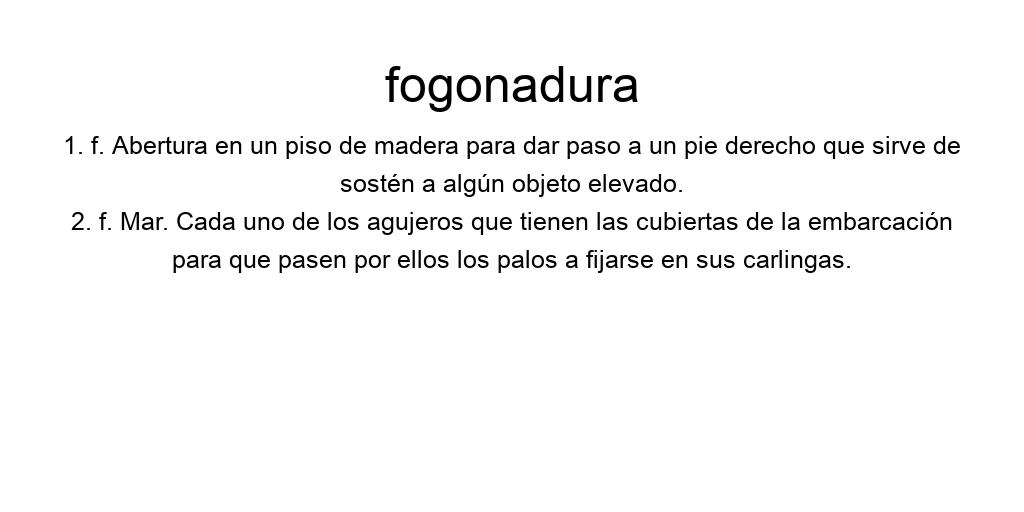 fogonadura
1. f. Abertura en un piso de madera para dar paso a un pie derecho que sirve de
sostén a algún objeto elevado.
2. f. Mar. Cada uno de los agujeros que tienen las cubiertas de la embarcación
para que pasen por ellos los palos a fijarse en sus carlingas.